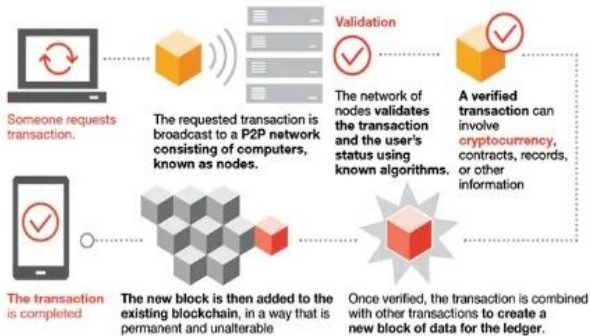 Someone requests
transaction.
The requested transaction is
broadcast to a P2P network
consisting of computers,
known as nodes.
Validation
The network of
nodes validates
the transaction
and the user's
status using
known algorithms.
A verified
transaction can
involve
cryptocurrency,
contracts, records,
or other
information
Once verified, the transaction is combined
with other transactions to create a
new block of data for the ledger.
The new block is then added to the
existing blockchain, in a way that is
permanent and unalterable
The transaction
is completed